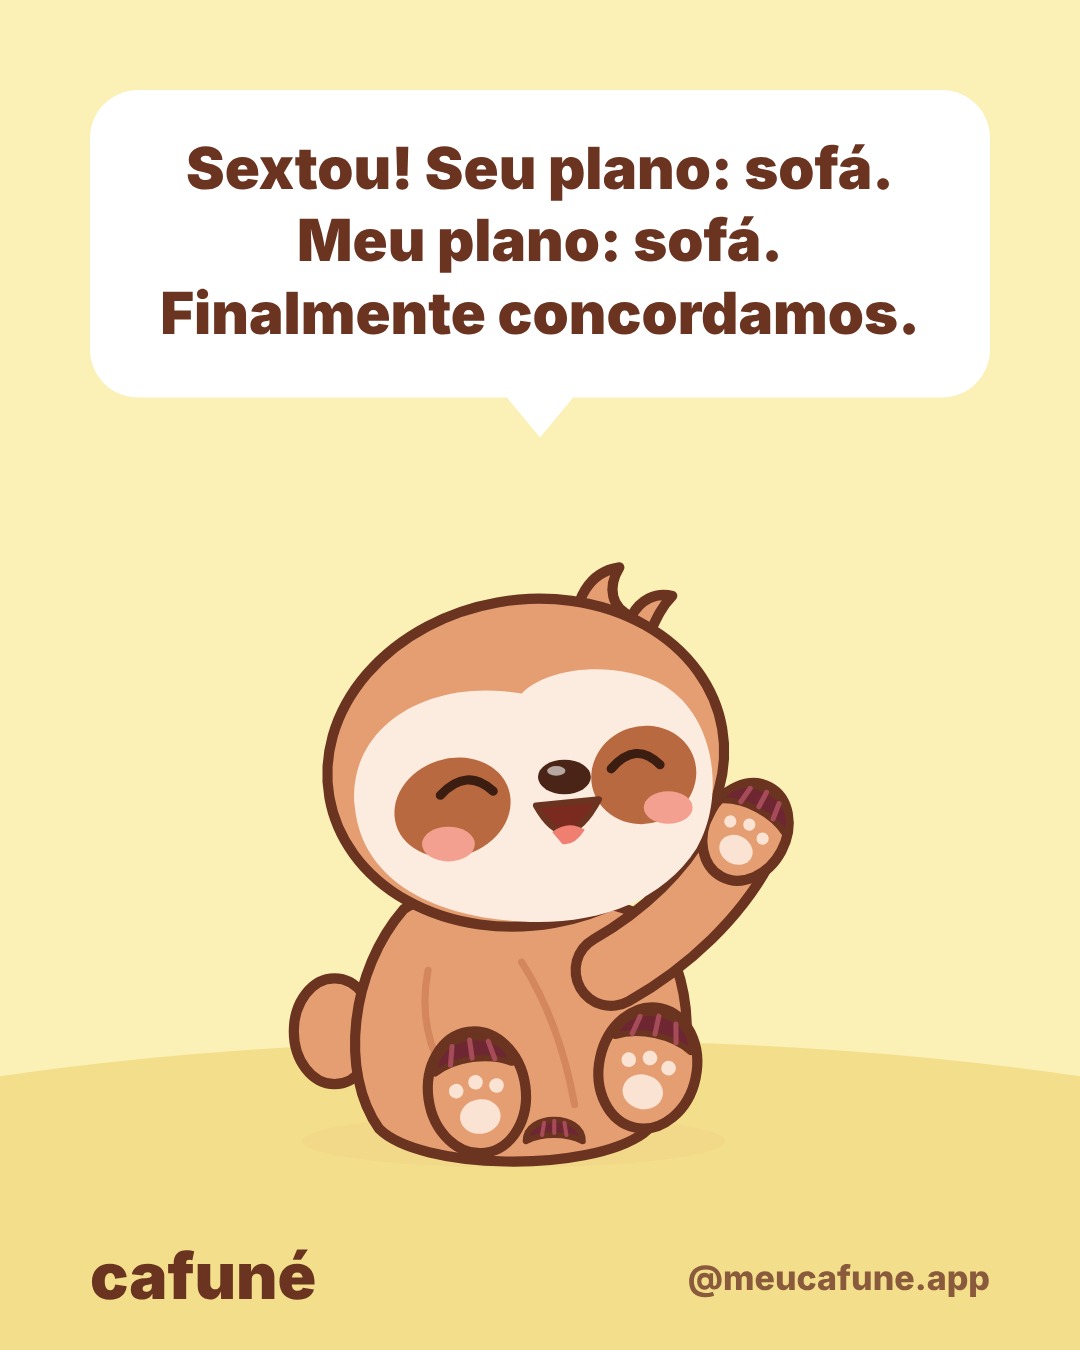 Sextou! Seu plano: sofá.
Meu plano: sofá.
Finalmente concordamos.
cafuné
@meucafune.app